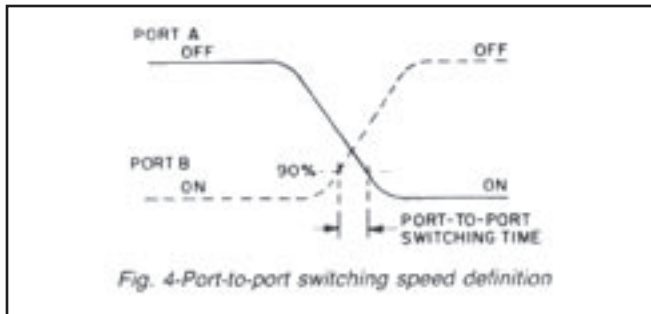 PORT A
OFF
OFF
PORT B
90%
ON
ON
PORT-TO-PORT
SWITCHING TIME
Fig. 4-Port-to-port switching speed definition